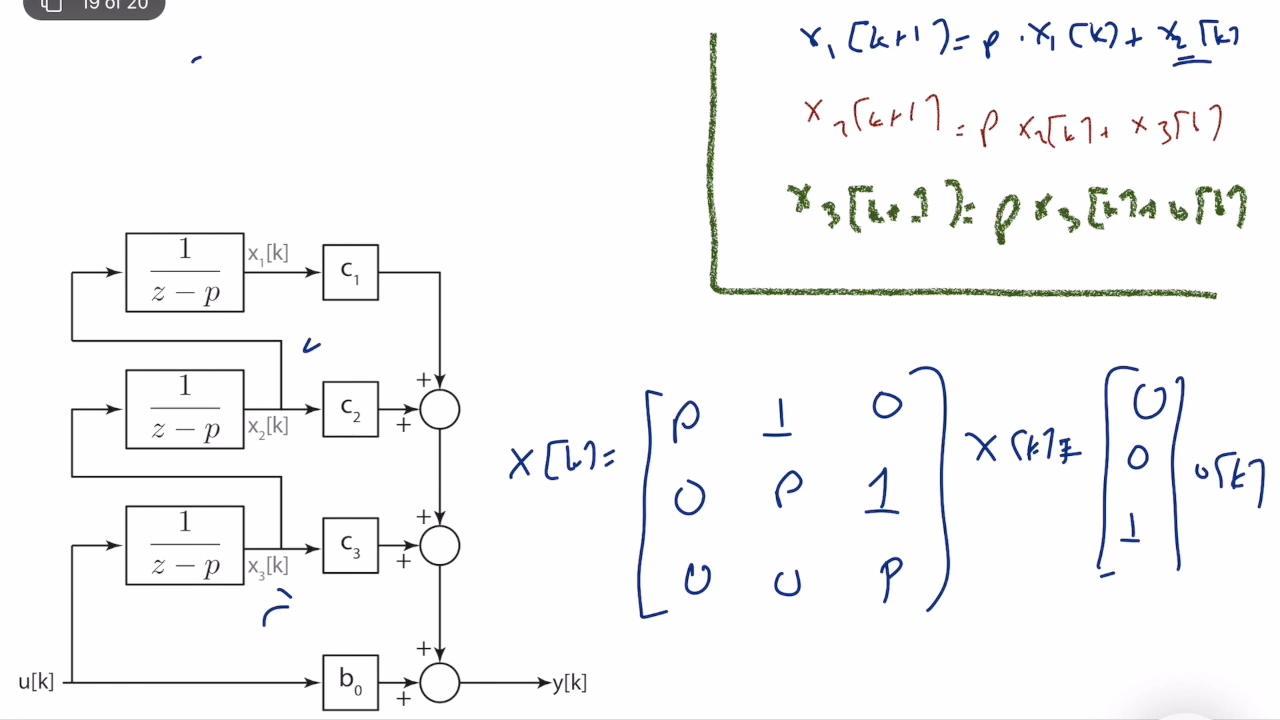 19 of 20
x₁[k+1]= p · x₁[k] + x₂[k]
x₂[k+1] = p x₂[k] + x₃[k]
x₃[k+1]= p x₃[k]+u[k]
1
z − p
x₁[k]
c₁
+
1
z − p
x₂[k]
c₂
+
1
z − p
x₃[k]
c₃
+
+
+
u[k]
b₀
+
+
y[k]
x[k]= [ p 1 0 ] x[k]+ [ 0 ] u[k]
0 p 1 0
0 0 p 1